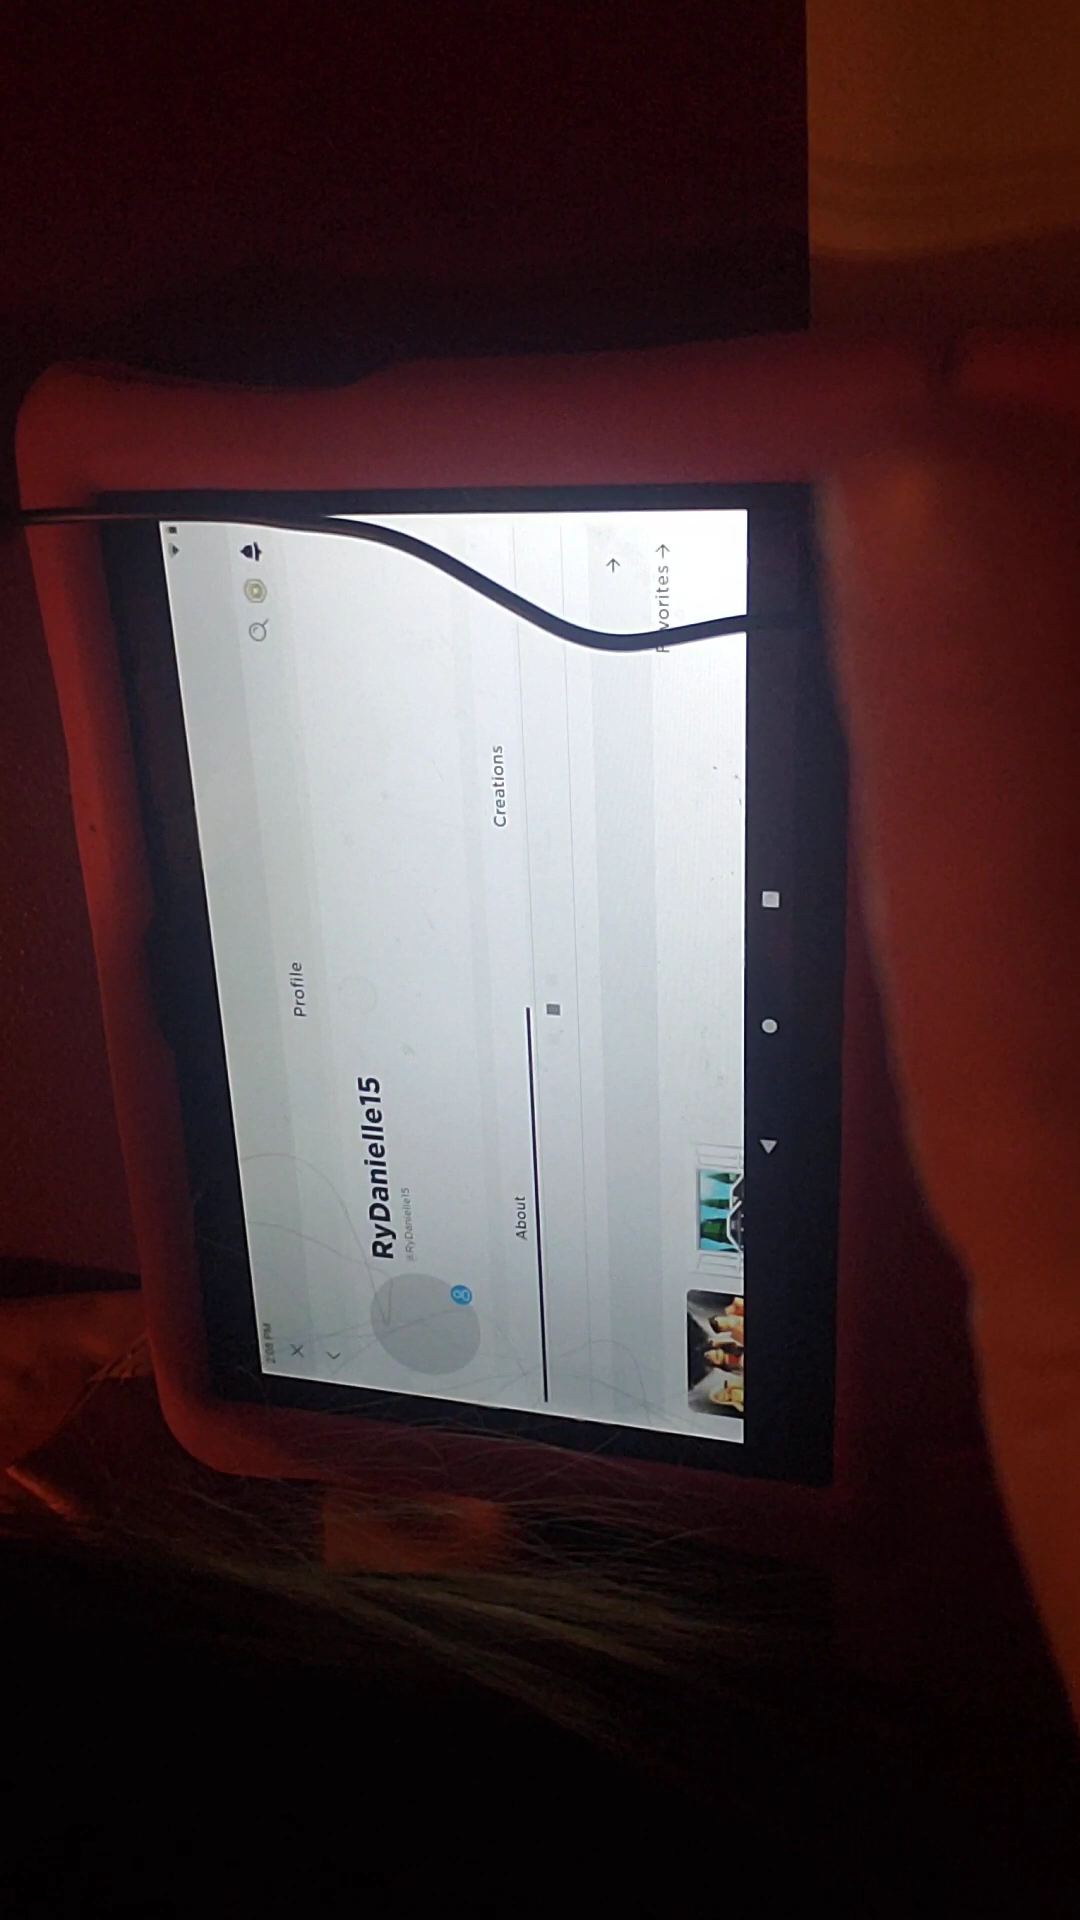 2:08 PM
Profile
RyDanielle15
@RyDanielle15
About
Creations
Favorites →